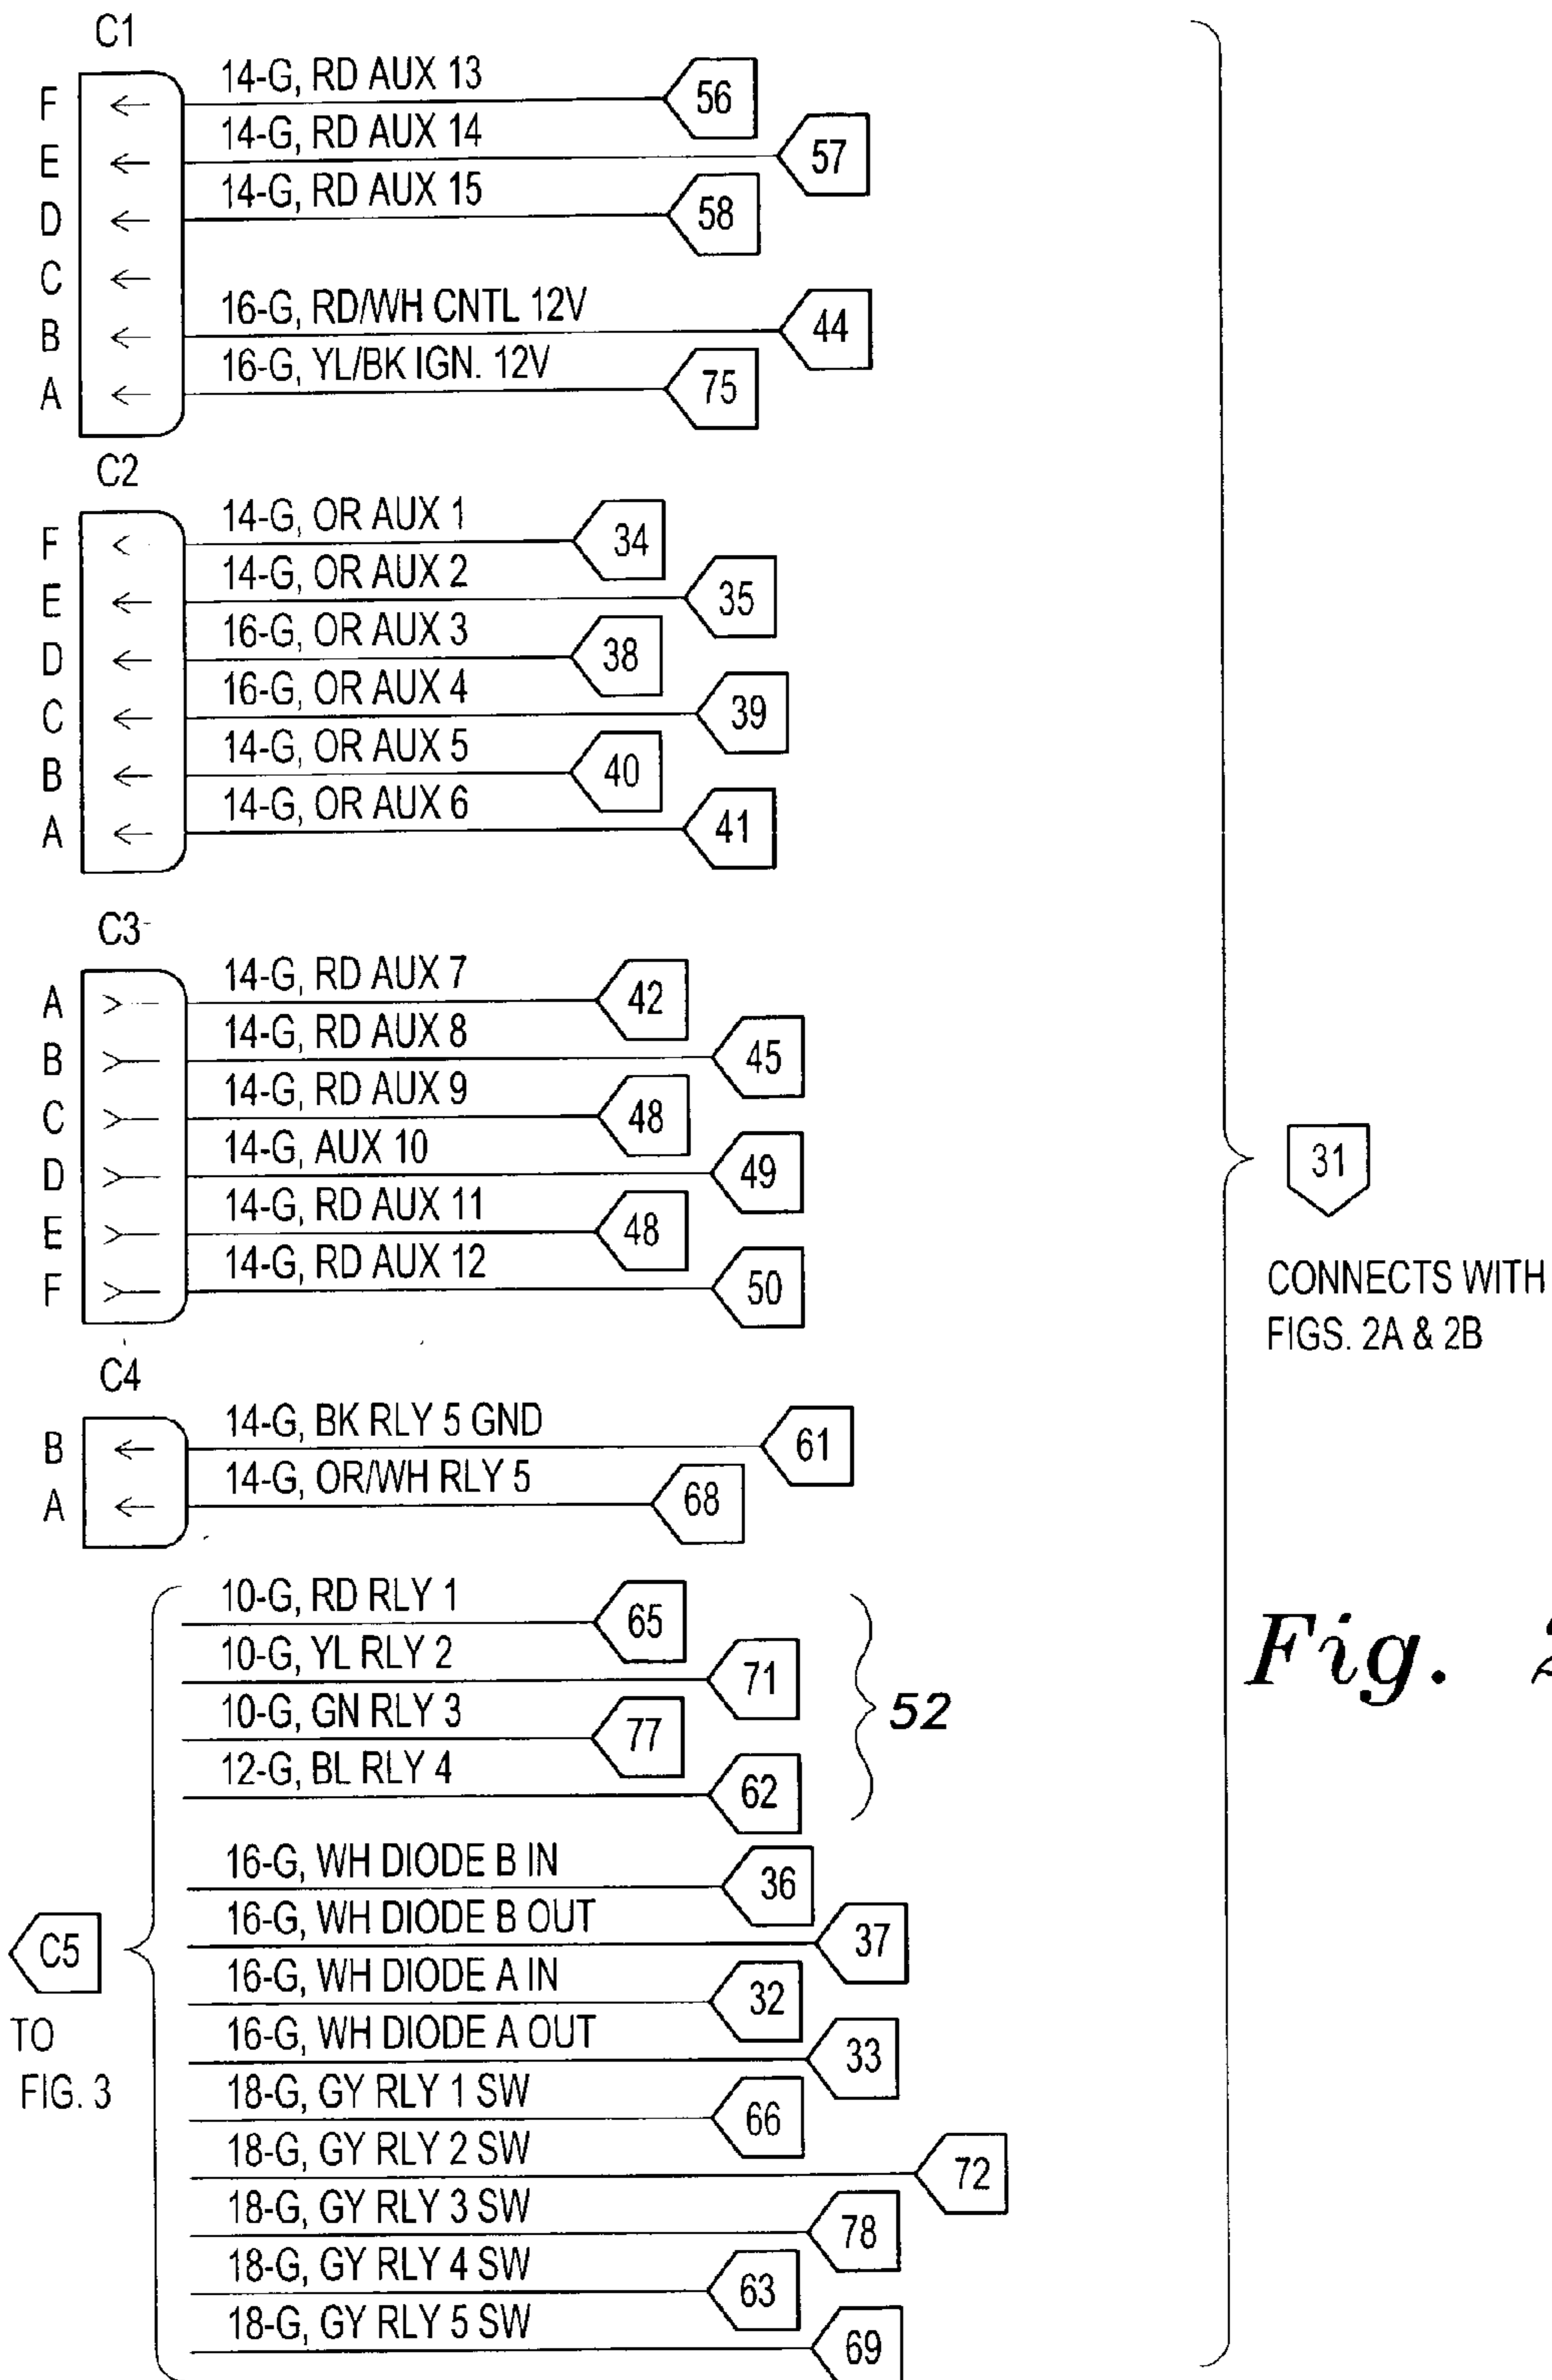 C1
F 14-G, RD AUX 13 56
E 14-G, RD AUX 14 57
D 14-G, RD AUX 15 58
C
B 16-G, RD/WH CNTL 12V 44
A 16-G, YL/BK IGN. 12V 75
C2
F 14-G, OR AUX 1 34
E 14-G, OR AUX 2 35
D 16-G, OR AUX 3 38
C 16-G, OR AUX 4 39
B 14-G, OR AUX 5 40
A 14-G, OR AUX 6 41
C3
A 14-G, RD AUX 7 42
B 14-G, RD AUX 8 45
C 14-G, RD AUX 9 48
D 14-G, AUX 10 49
E 14-G, RD AUX 11 48
F 14-G, RD AUX 12 50
31
CONNECTS WITH
FIGS. 2A & 2B
C4
B 14-G, BK RLY 5 GND 61
A 14-G, OR/WH RLY 5 68
10-G, RD RLY 1 65
10-G, YL RLY 2 71
10-G, GN RLY 3 77
12-G, BL RLY 4 62
52
Fig.
16-G, WH DIODE B IN 36
16-G, WH DIODE B OUT 37
16-G, WH DIODE A IN 32
16-G, WH DIODE A OUT 33
18-G, GY RLY 1 SW 66
18-G, GY RLY 2 SW 72
18-G, GY RLY 3 SW 78
18-G, GY RLY 4 SW 63
18-G, GY RLY 5 SW 69
C5
TO
FIG. 3